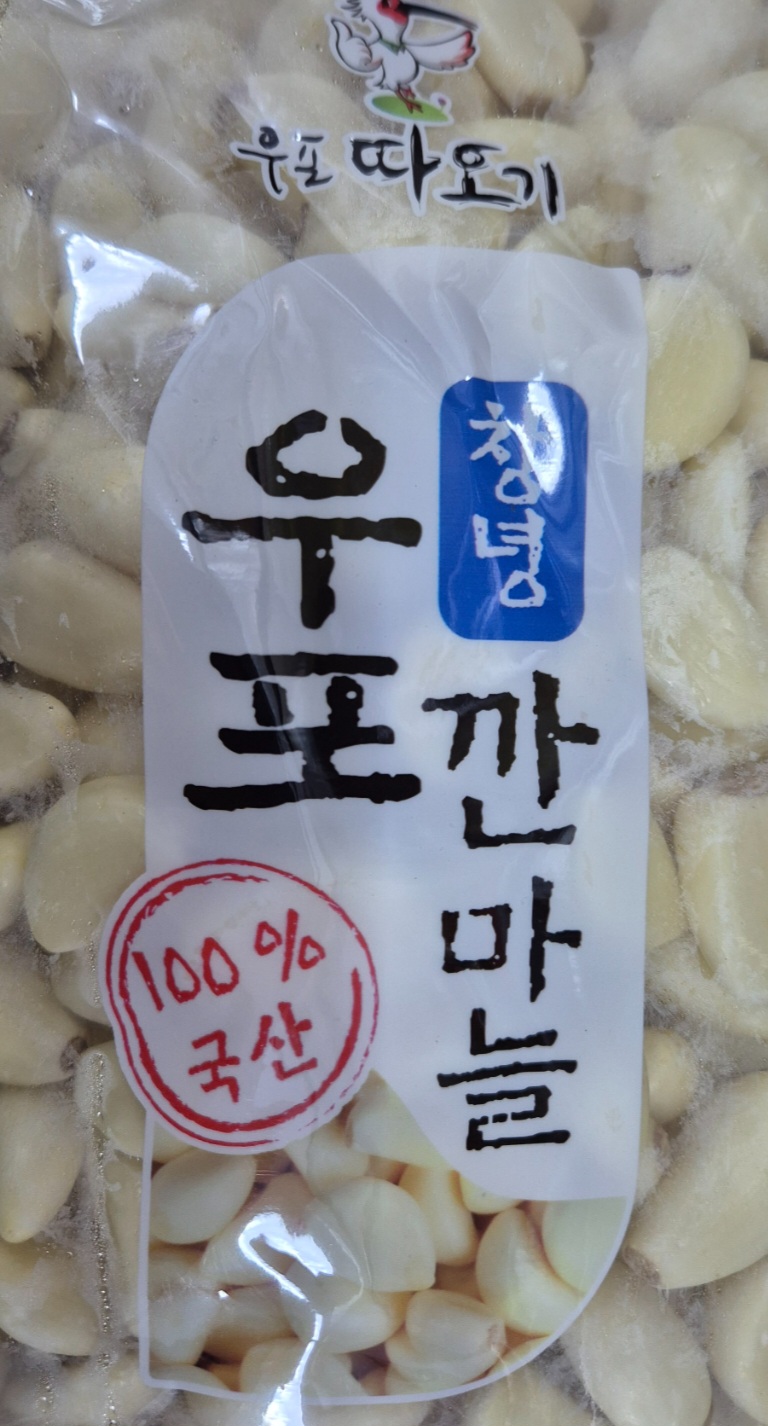 우포 따오기
창녕
우포
깐마늘
100%
국산